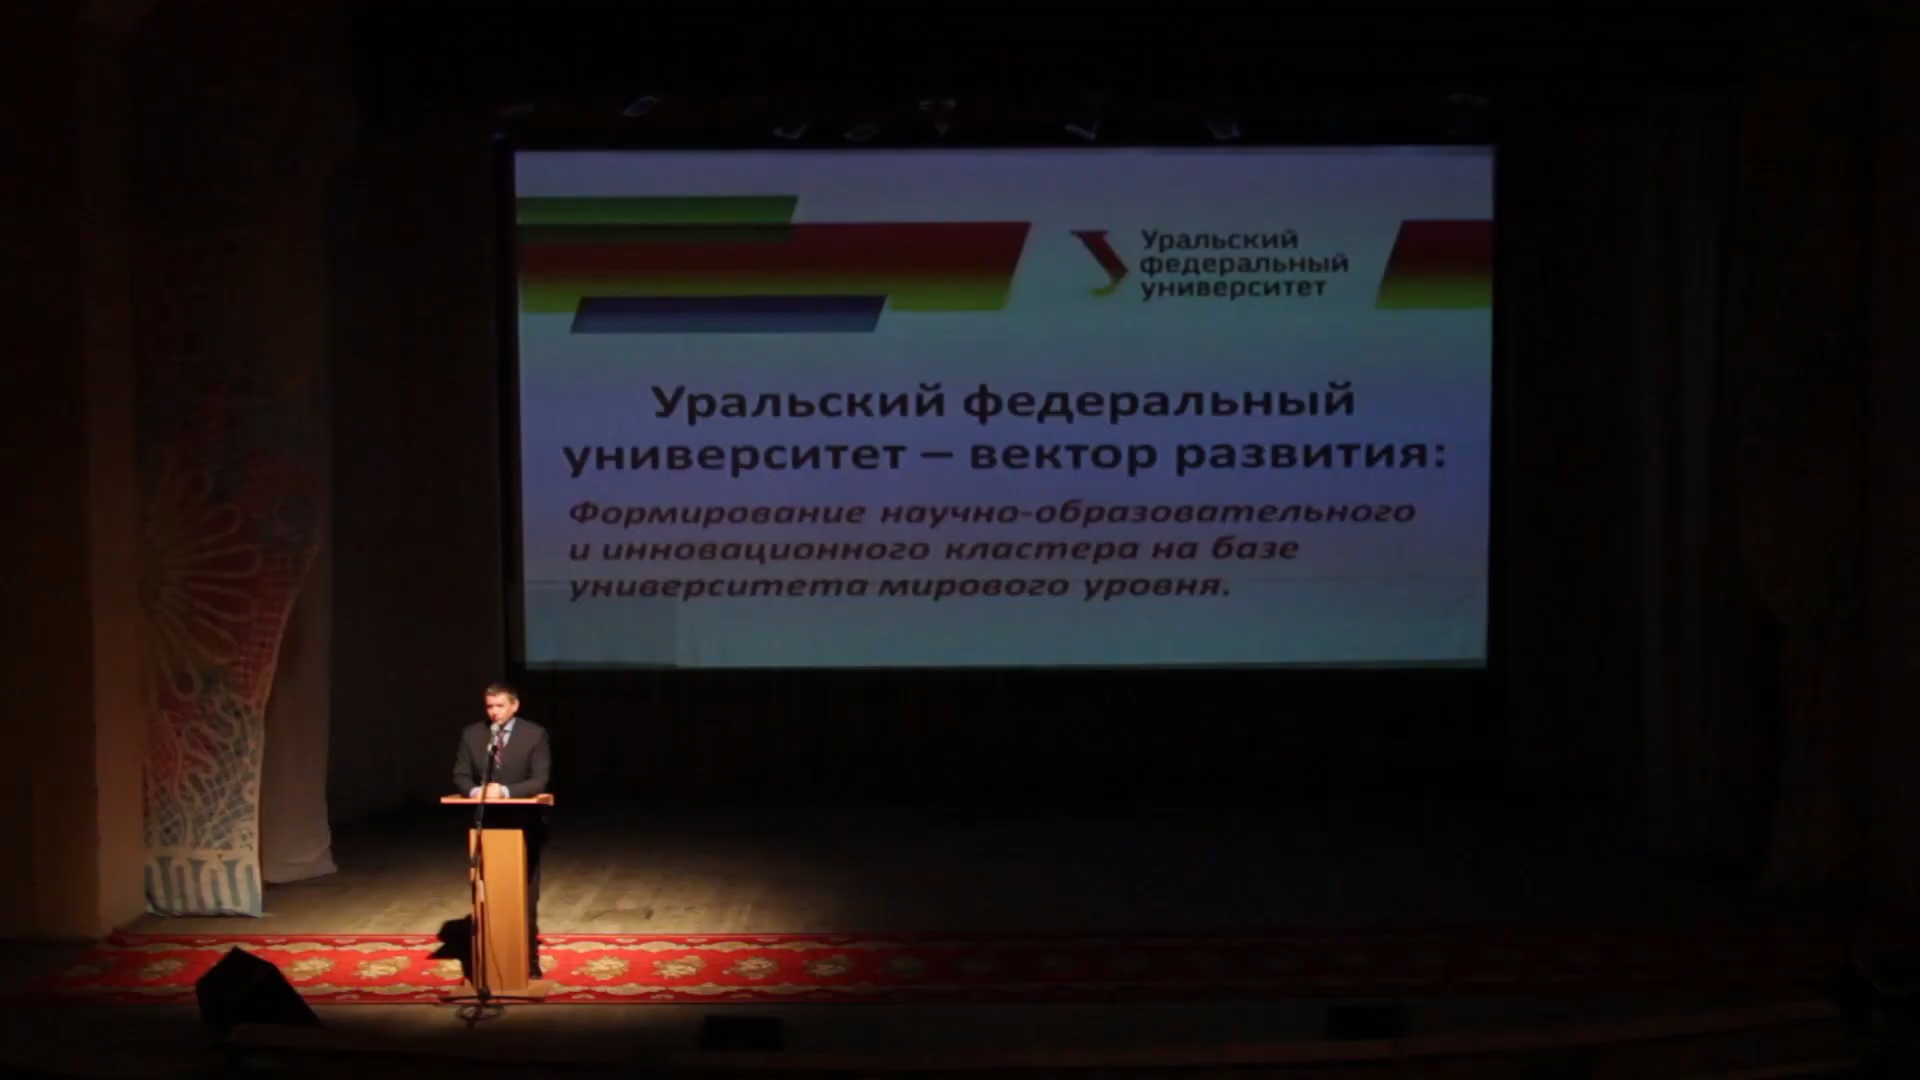 Уральский
федеральный
университет
Уральский федеральный
университет – вектор развития:
Формирование научно-образовательного
и инновационного кластера на базе
университета мирового уровня.